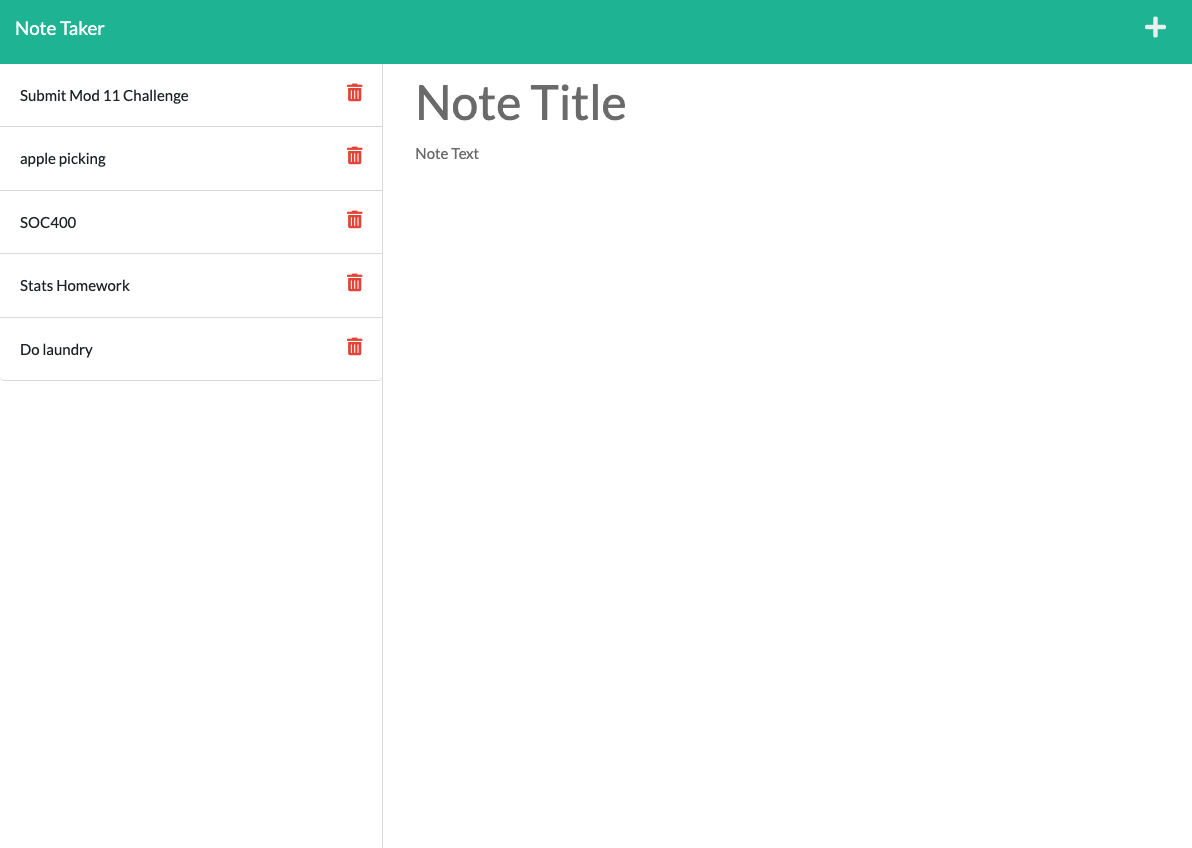 Note Taker
Submit Mod 11 Challenge
apple picking
SOC400
Stats Homework
Do laundry
Note Title
Note Text